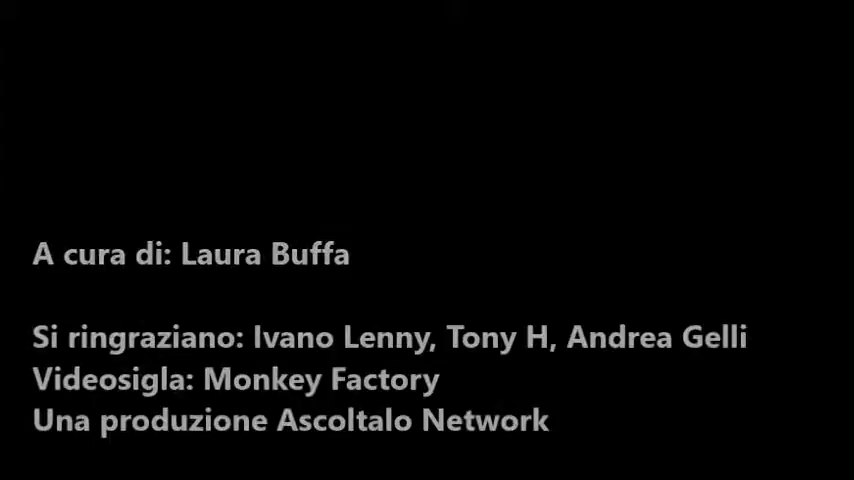 A cura di: Laura Buffa
Si ringraziano: Ivano Lenny, Tony H, Andrea Gelli
Videosigla: Monkey Factory
Una produzione Ascoltalo Network